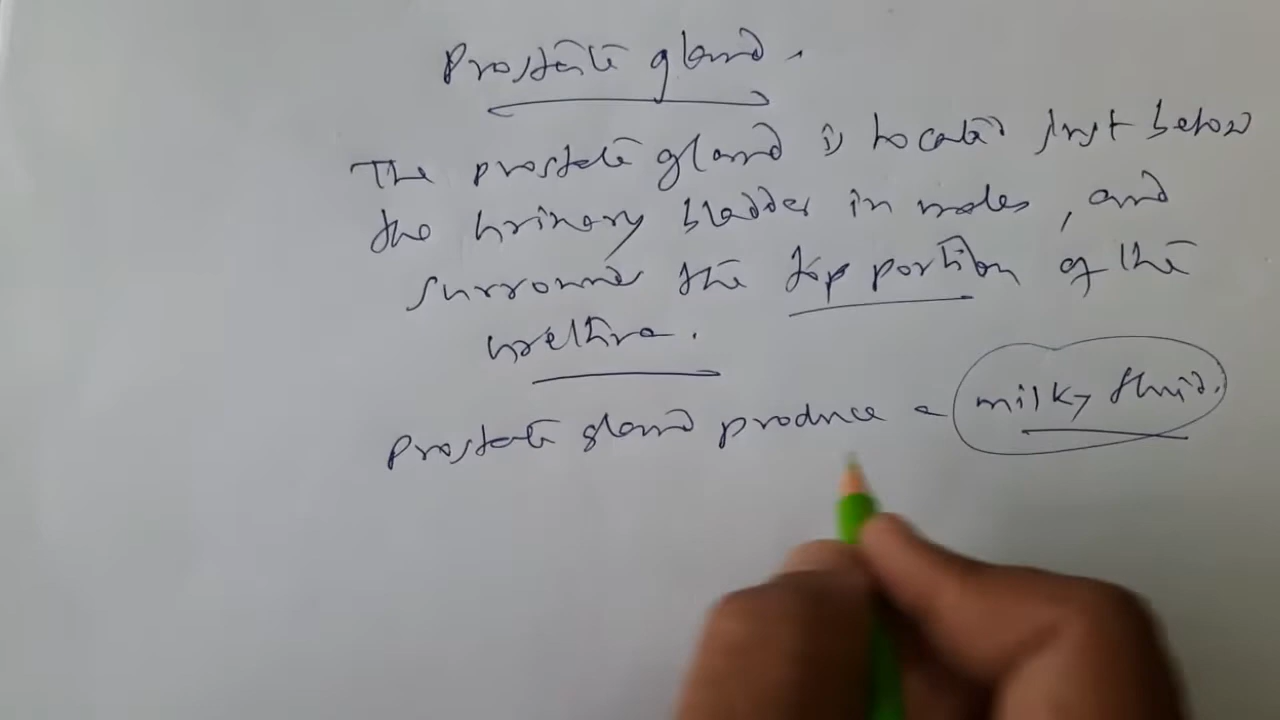 Prostate gland.
The prostate gland is located just below
the urinary bladder in males, and
surrounds the top portion of the
urethra.
Prostate gland produce a milky fluid.